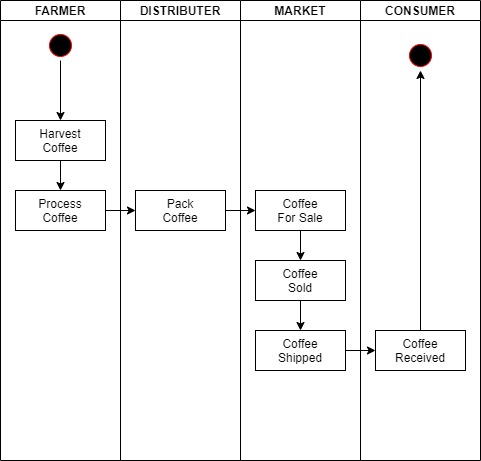 FARMER
DISTRIBUTER
MARKET
CONSUMER
Harvest
Coffee
Process
Coffee
Pack
Coffee
Coffee
For Sale
Coffee
Sold
Coffee
Shipped
Coffee
Received